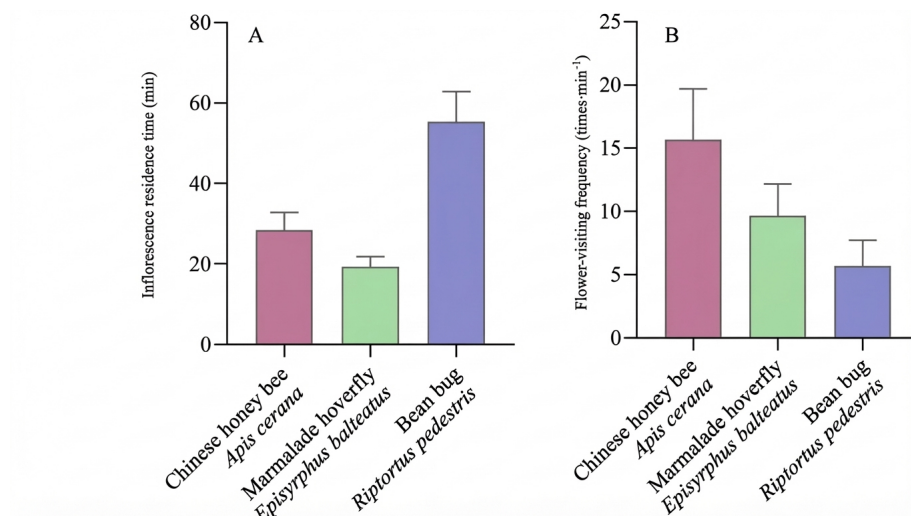 A
Inflorescence residence time (min)
80
60
40
20
0
Chinese honey bee
Apis cerana
Marmalade hoverfly
Episyrphus balteatus
Bean bug
Riptortus pedestris
B
Flower-visiting frequency (times·min⁻¹)
25
20
15
10
5
0
Chinese honey bee
Apis cerana
Marmalade hoverfly
Episyrphus balteatus
Bean bug
Riptortus pedestris